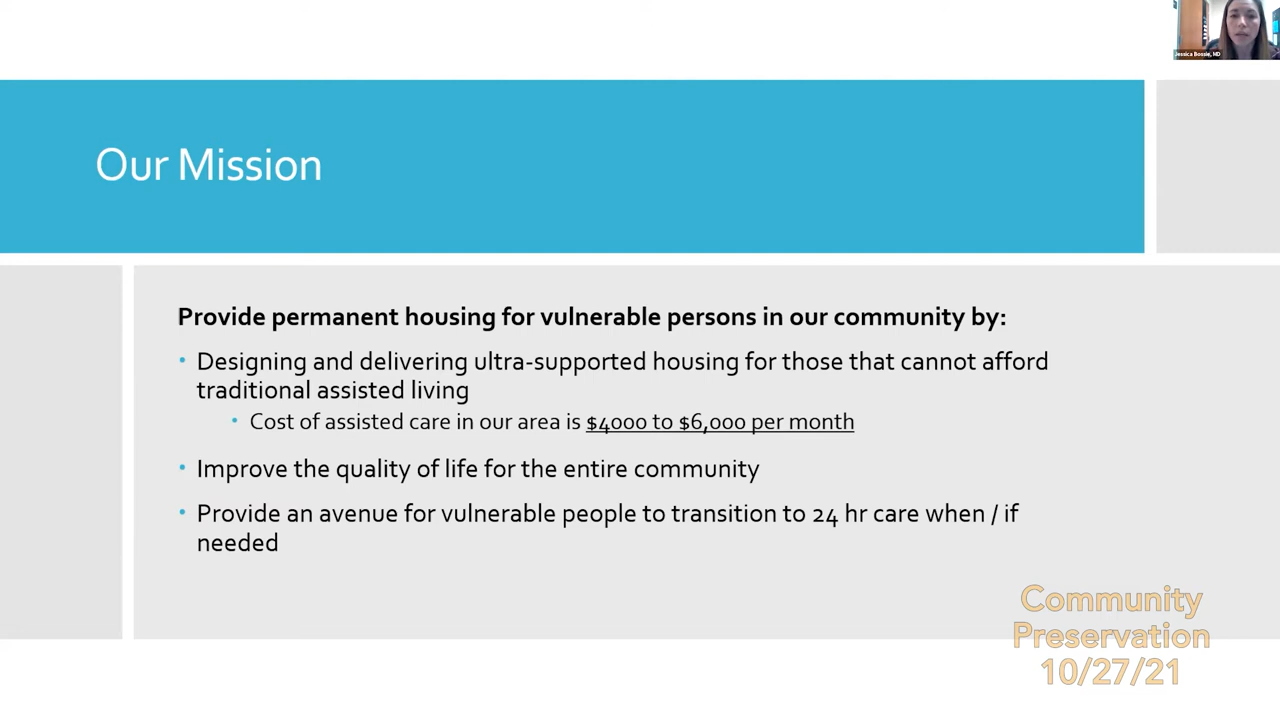 Jessica Bossie, MD
Our Mission
Provide permanent housing for vulnerable persons in our community by:
• Designing and delivering ultra-supported housing for those that cannot afford
traditional assisted living
• Cost of assisted care in our area is $4000 to $6,000 per month
• Improve the quality of life for the entire community
• Provide an avenue for vulnerable people to transition to 24 hr care when / if
needed
Community
Preservation
10/27/21